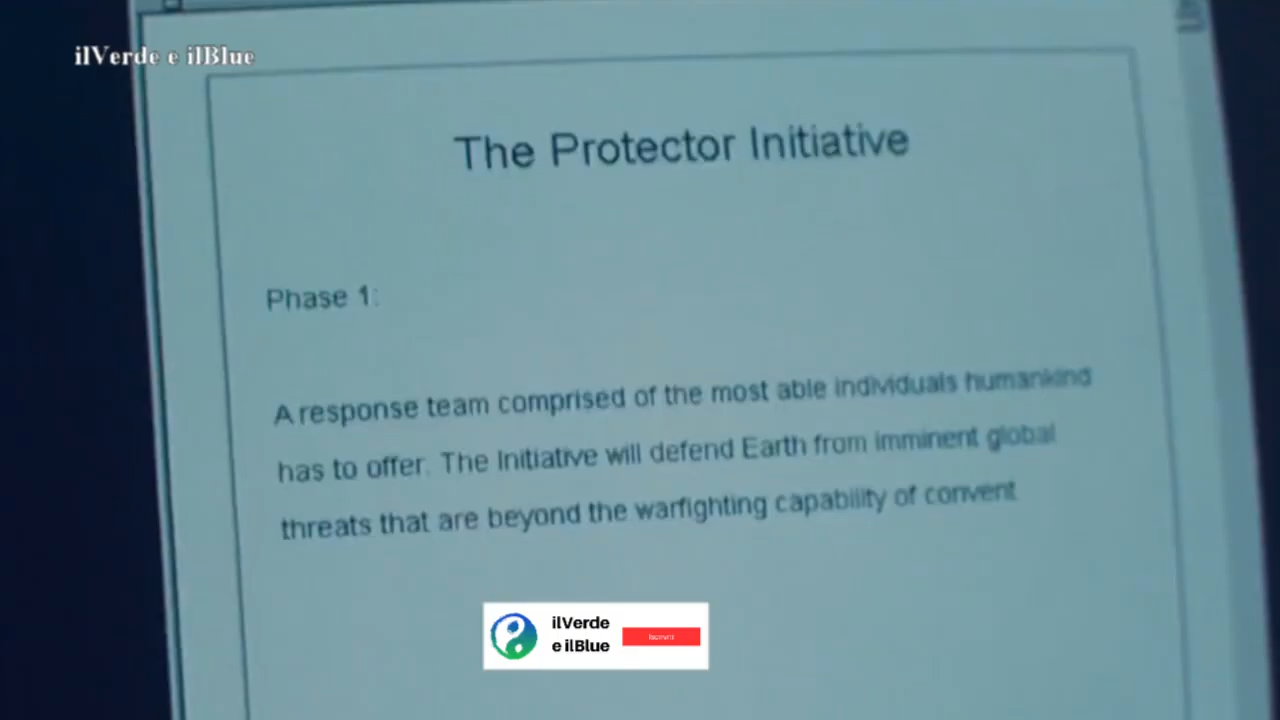 ilVerde e ilBlue
The Protector Initiative
Phase 1:
A response team comprised of the most able individuals humankind
has to offer. The Initiative will defend Earth from imminent global
threats that are beyond the warfighting capability of convent
ilVerde
e ilBlue
Iscriviti